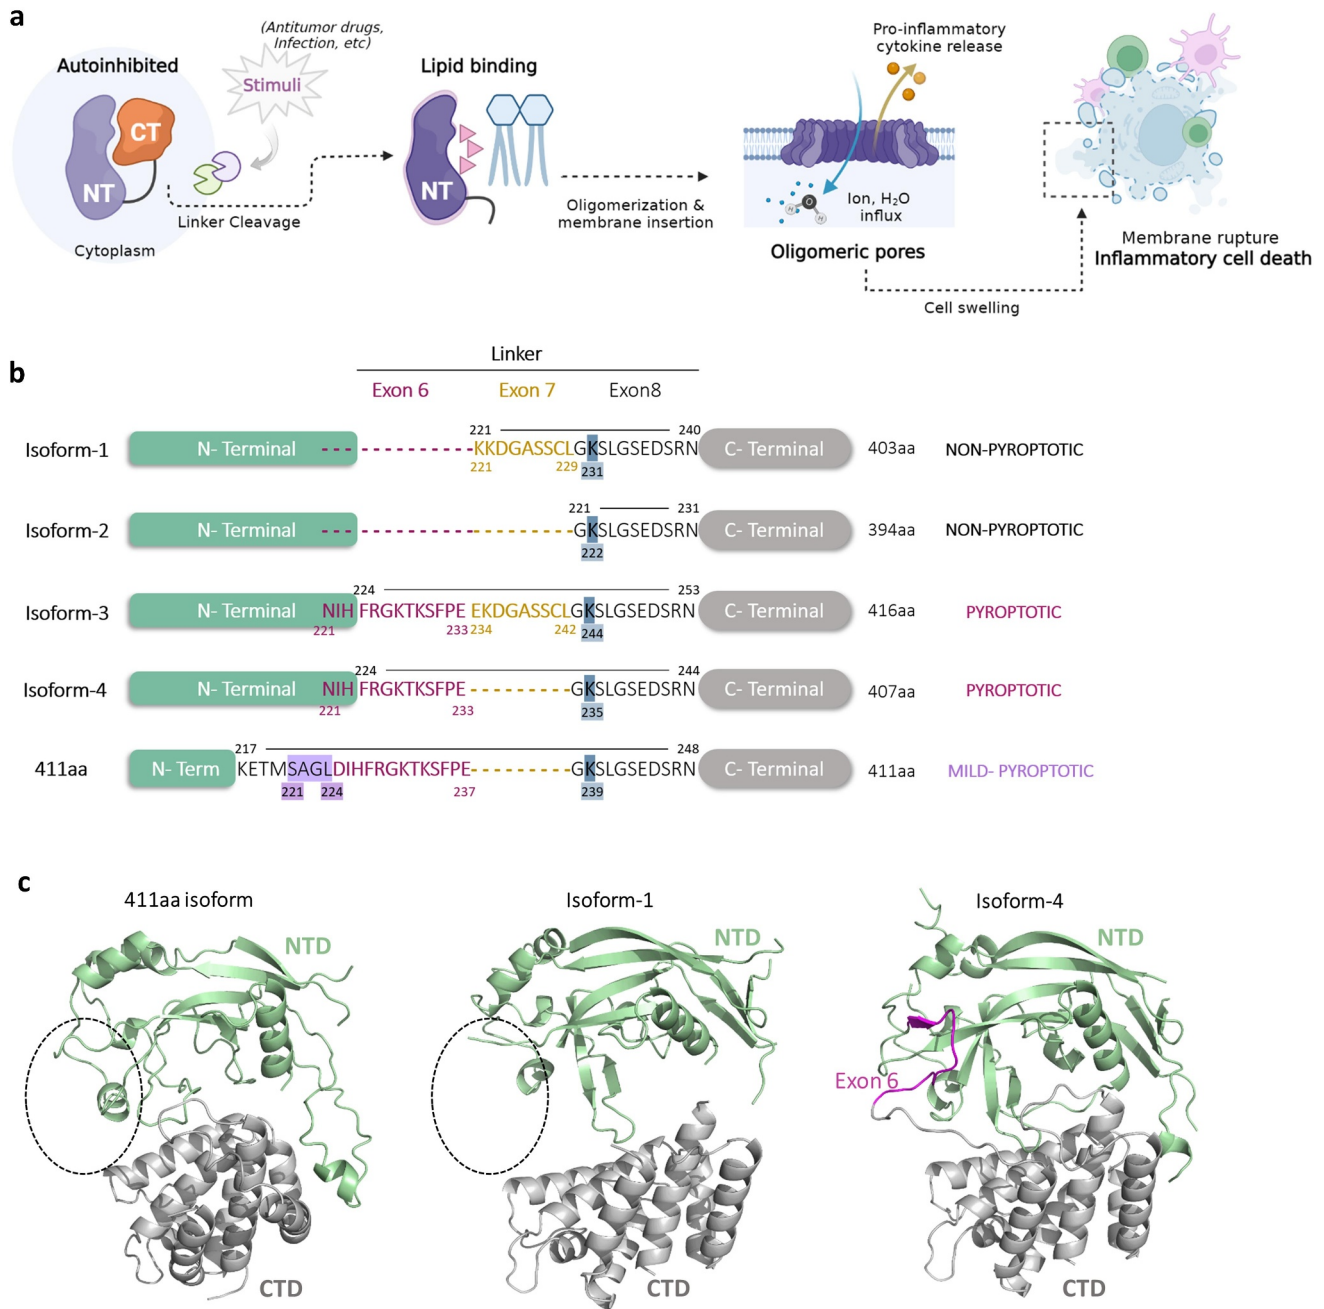 a
(Antitumor drugs,
Infection, etc)
Autoinhibited
Stimuli
CT
NT
Linker Cleavage
Cytoplasm
Lipid binding
NT
Oligomerization &
membrane insertion
Pro-inflammatory
cytokine release
Ion, H₂O
influx
H O H
Oligomeric pores
Cell swelling
Membrane rupture
Inflammatory cell death
b
Linker
Exon 6 Exon 7 Exon8
221 240
Isoform-1 N- Terminal KKDGASSCLGKSLGSEDSRN C- Terminal 403aa NON-PYROPTOTIC
221 229 231
221 231
Isoform-2 N- Terminal GKSLGSEDSRN C- Terminal 394aa NON-PYROPTOTIC
222
224 253
Isoform-3 N- Terminal NIH FRGKTKSFPE EKDGASSCLGKSLGSEDSRN C- Terminal 416aa PYROPTOTIC
221 233 234 242 244
224 244
Isoform-4 N- Terminal NIH FRGKTKSFPE GKSLGSEDSRN C- Terminal 407aa PYROPTOTIC
221 233 235
217 248
411aa N- Term KETMSAGLDIHFRGKTKSFPE GKSLGSEDSRN C- Terminal 411aa MILD- PYROPTOTIC
221 224 237 239
c
411aa isoform Isoform-1 Isoform-4
NTD NTD NTD
Exon 6
CTD CTD CTD